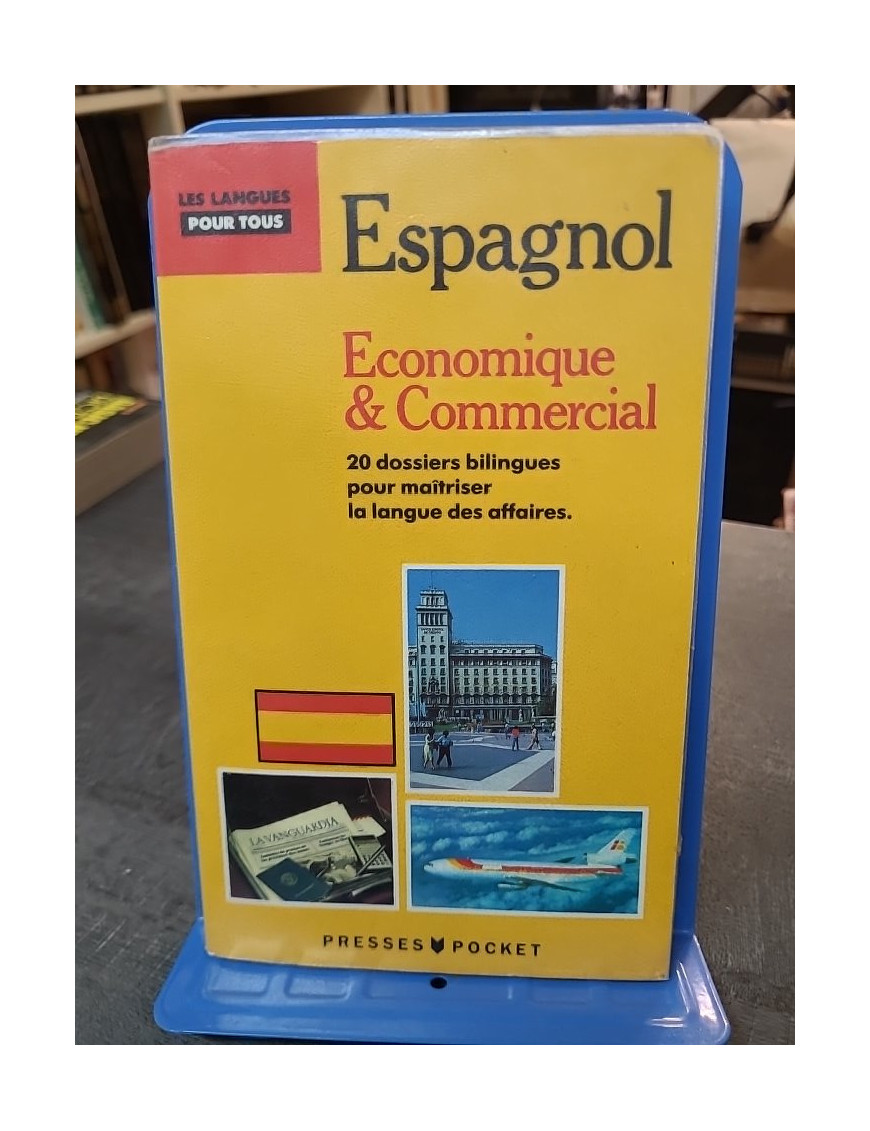 LES LANGUES
POUR TOUS
Espagnol
Economique
& Commercial
20 dossiers bilingues
pour maîtriser
la langue des affaires.
LA VANGUARDIA
PRESSES POCKET